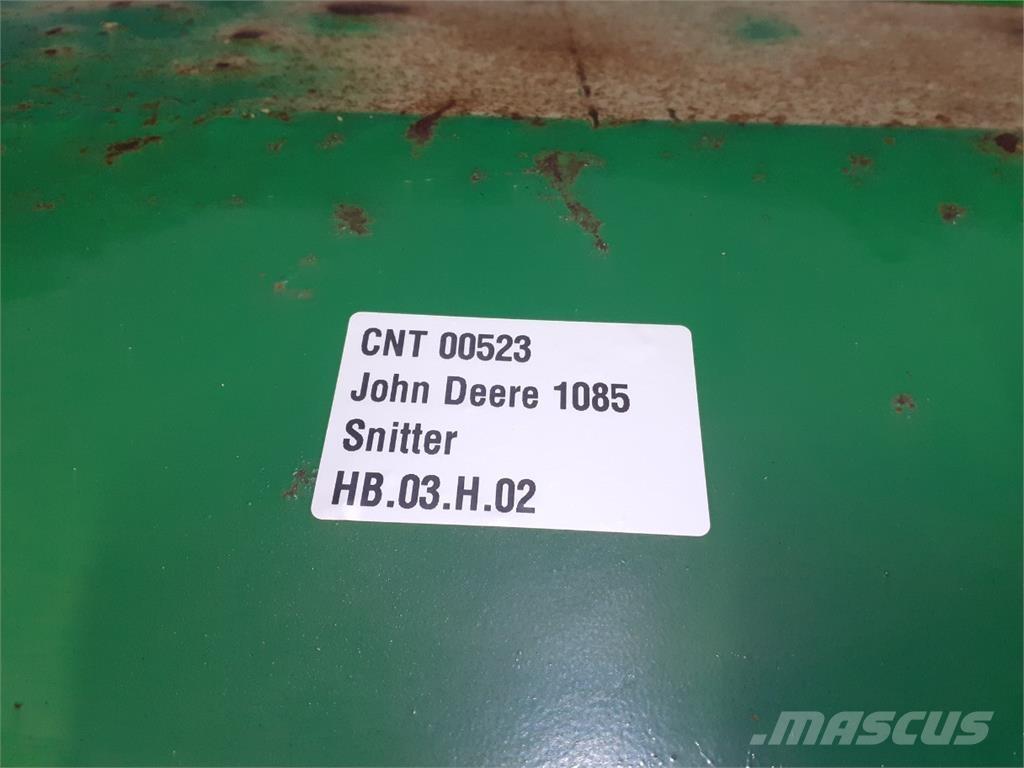 CNT 00523
John Deere 1085
Snitter
HB.03.H.02
MASCUS